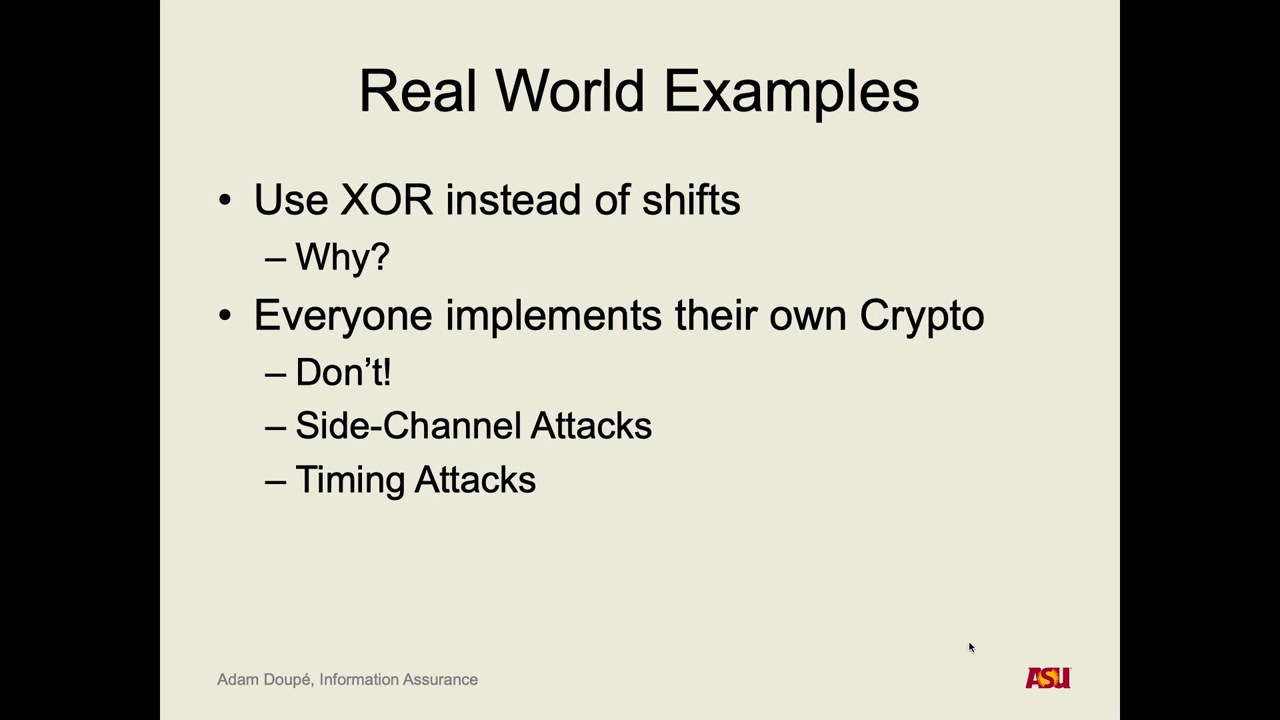 Real World Examples
• Use XOR instead of shifts
– Why?
• Everyone implements their own Crypto
– Don’t!
– Side-Channel Attacks
– Timing Attacks
Adam Doupé, Information Assurance
ASU